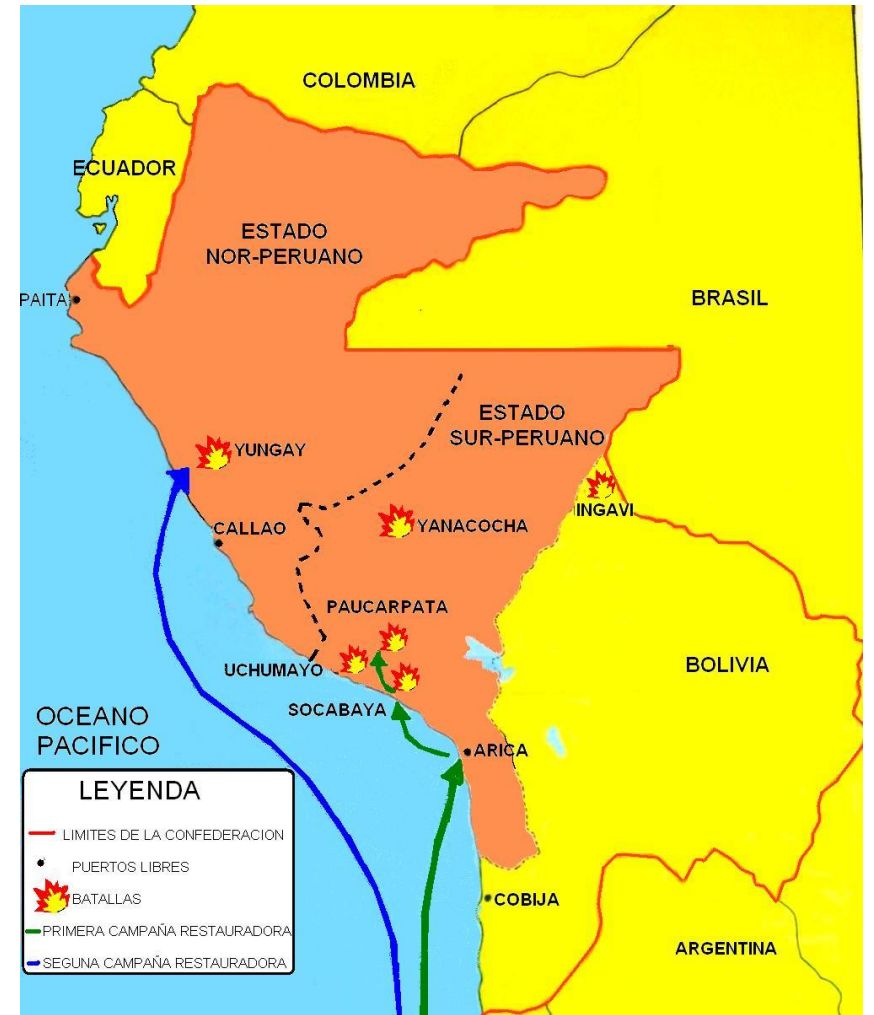 COLOMBIA
ECUADOR
ESTADO
NOR-PERUANO
PAITA
BRASIL
ESTADO
SUR-PERUANO
YUNGAY
INGAVI
CALLAO
YANACOCHA
PAUCARPATA
UCHUMAYO
BOLIVIA
SOCABAYA
OCEANO
PACIFICO
ARICA
LEYENDA
LIMITES DE LA CONFEDERACION
PUERTOS LIBRES
BATALLAS
PRIMERA CAMPAÑA RESTAURADORA
SEGUNA CAMPAÑA RESTAURADORA
COBIJA
ARGENTINA